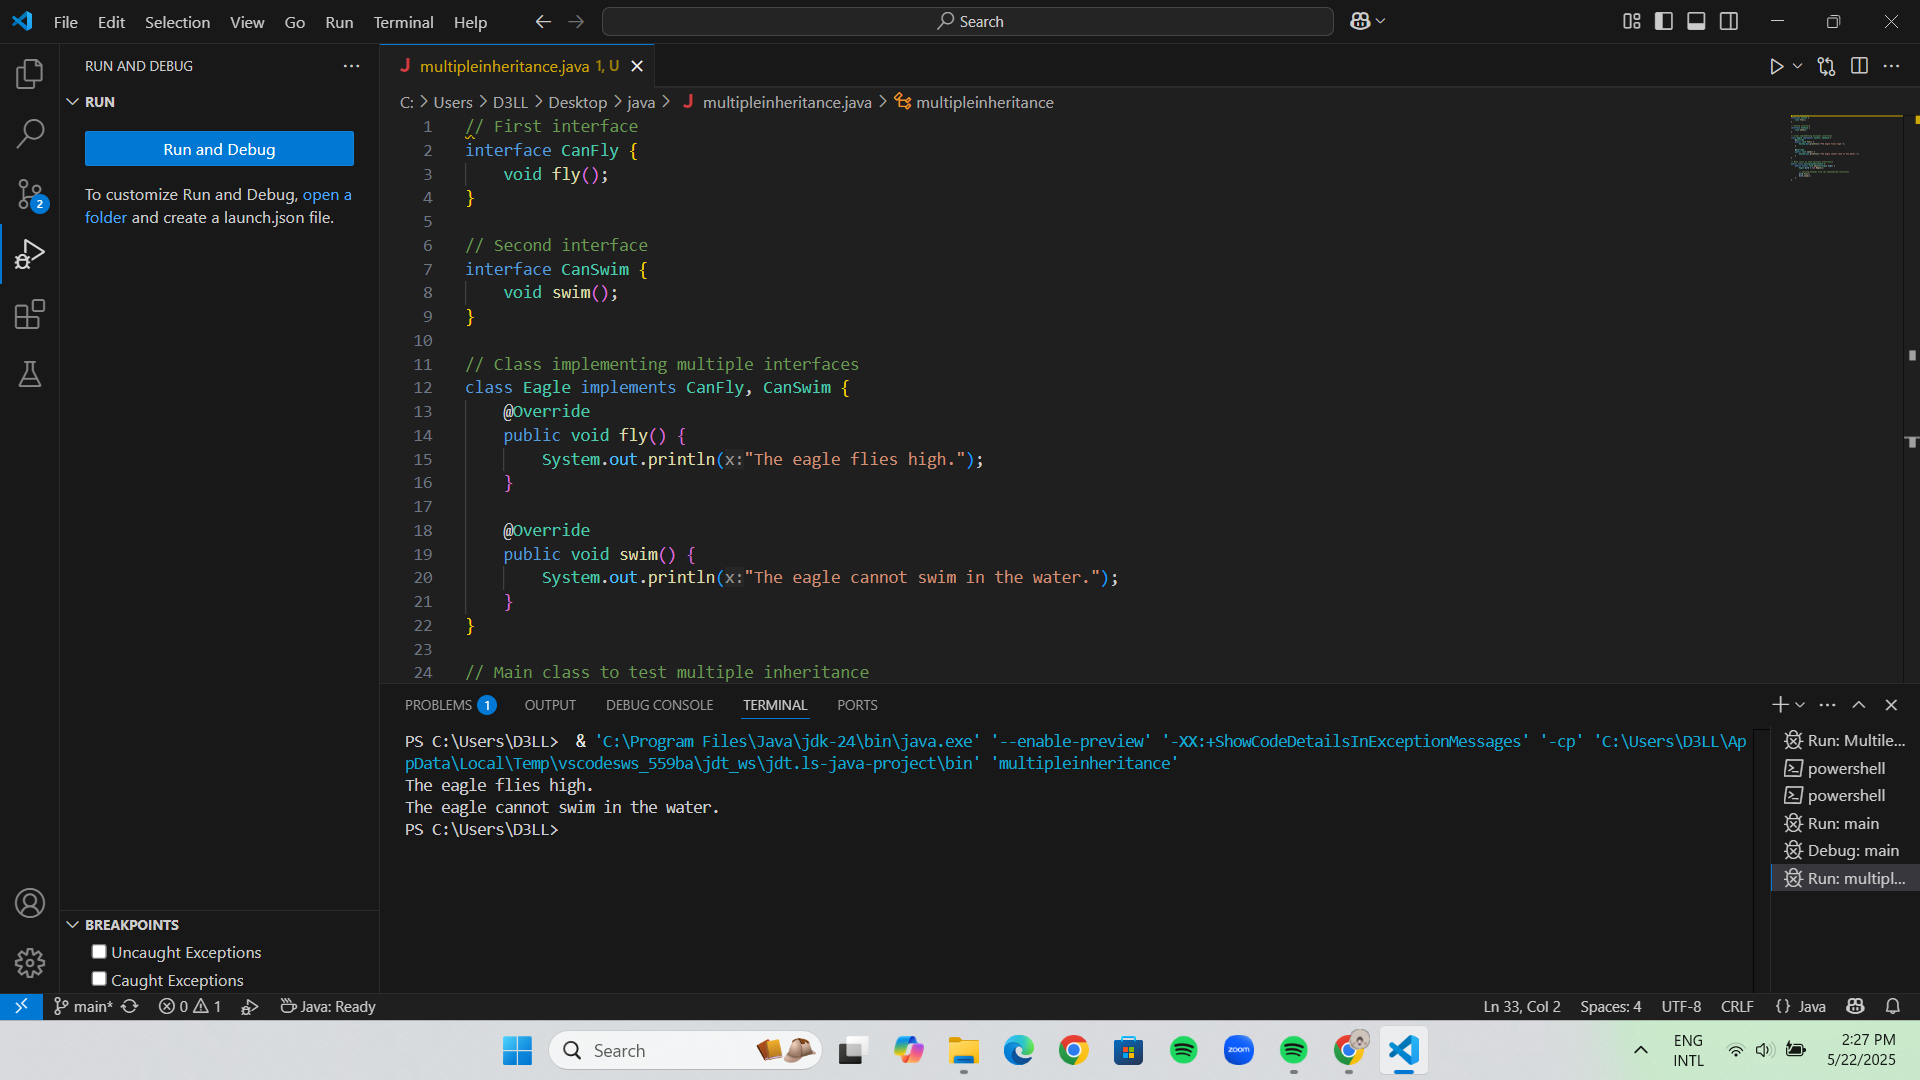 File Edit Selection View Go Run Terminal Help
Search
RUN AND DEBUG
RUN
Run and Debug
To customize Run and Debug, open a
folder and create a launch.json file.
2
multipleinheritance.java 1, U
C: > Users > D3LL > Desktop > java > J multipleinheritance.java > multipleinheritance
1 // First interface
2 interface CanFly {
3 void fly();
4 }
5
6 // Second interface
7 interface CanSwim {
8 void swim();
9 }
10
11 // Class implementing multiple interfaces
12 class Eagle implements CanFly, CanSwim {
13 @Override
14 public void fly() {
15 System.out.println(x:"The eagle flies high.");
16 }
17
18 @Override
19 public void swim() {
20 System.out.println(x:"The eagle cannot swim in the water.");
21 }
22 }
23
24 // Main class to test multiple inheritance
PROBLEMS 1 OUTPUT DEBUG CONSOLE TERMINAL PORTS
PS C:\Users\D3LL> & 'C:\Program Files\Java\jdk-24\bin\java.exe' '--enable-preview' '-XX:+ShowCodeDetailsInExceptionMessages' '-cp' 'C:\Users\D3LL\Ap
pData\Local\Temp\vscodesws_559ba\jdt_ws\jdt.ls-java-project\bin' 'multipleinheritance'
The eagle flies high.
The eagle cannot swim in the water.
PS C:\Users\D3LL>
Run: Multile...
powershell
powershell
Run: main
Debug: main
Run: multipl...
BREAKPOINTS
Uncaught Exceptions
Caught Exceptions
main* 0 1 Java: Ready
Ln 33, Col 2 Spaces: 4 UTF-8 CRLF {} Java
Search
zoom
ENG
INTL
2:27 PM
5/22/2025